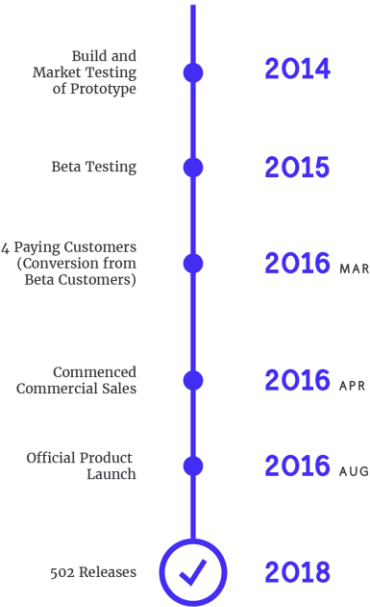 Build and
Market Testing
of Prototype
2014
Beta Testing
2015
4 Paying Customers
(Conversion from
Beta Customers)
2016 MAR
Commenced
Commercial Sales
2016 APR
Official Product
Launch
2016 AUG
502 Releases
2018